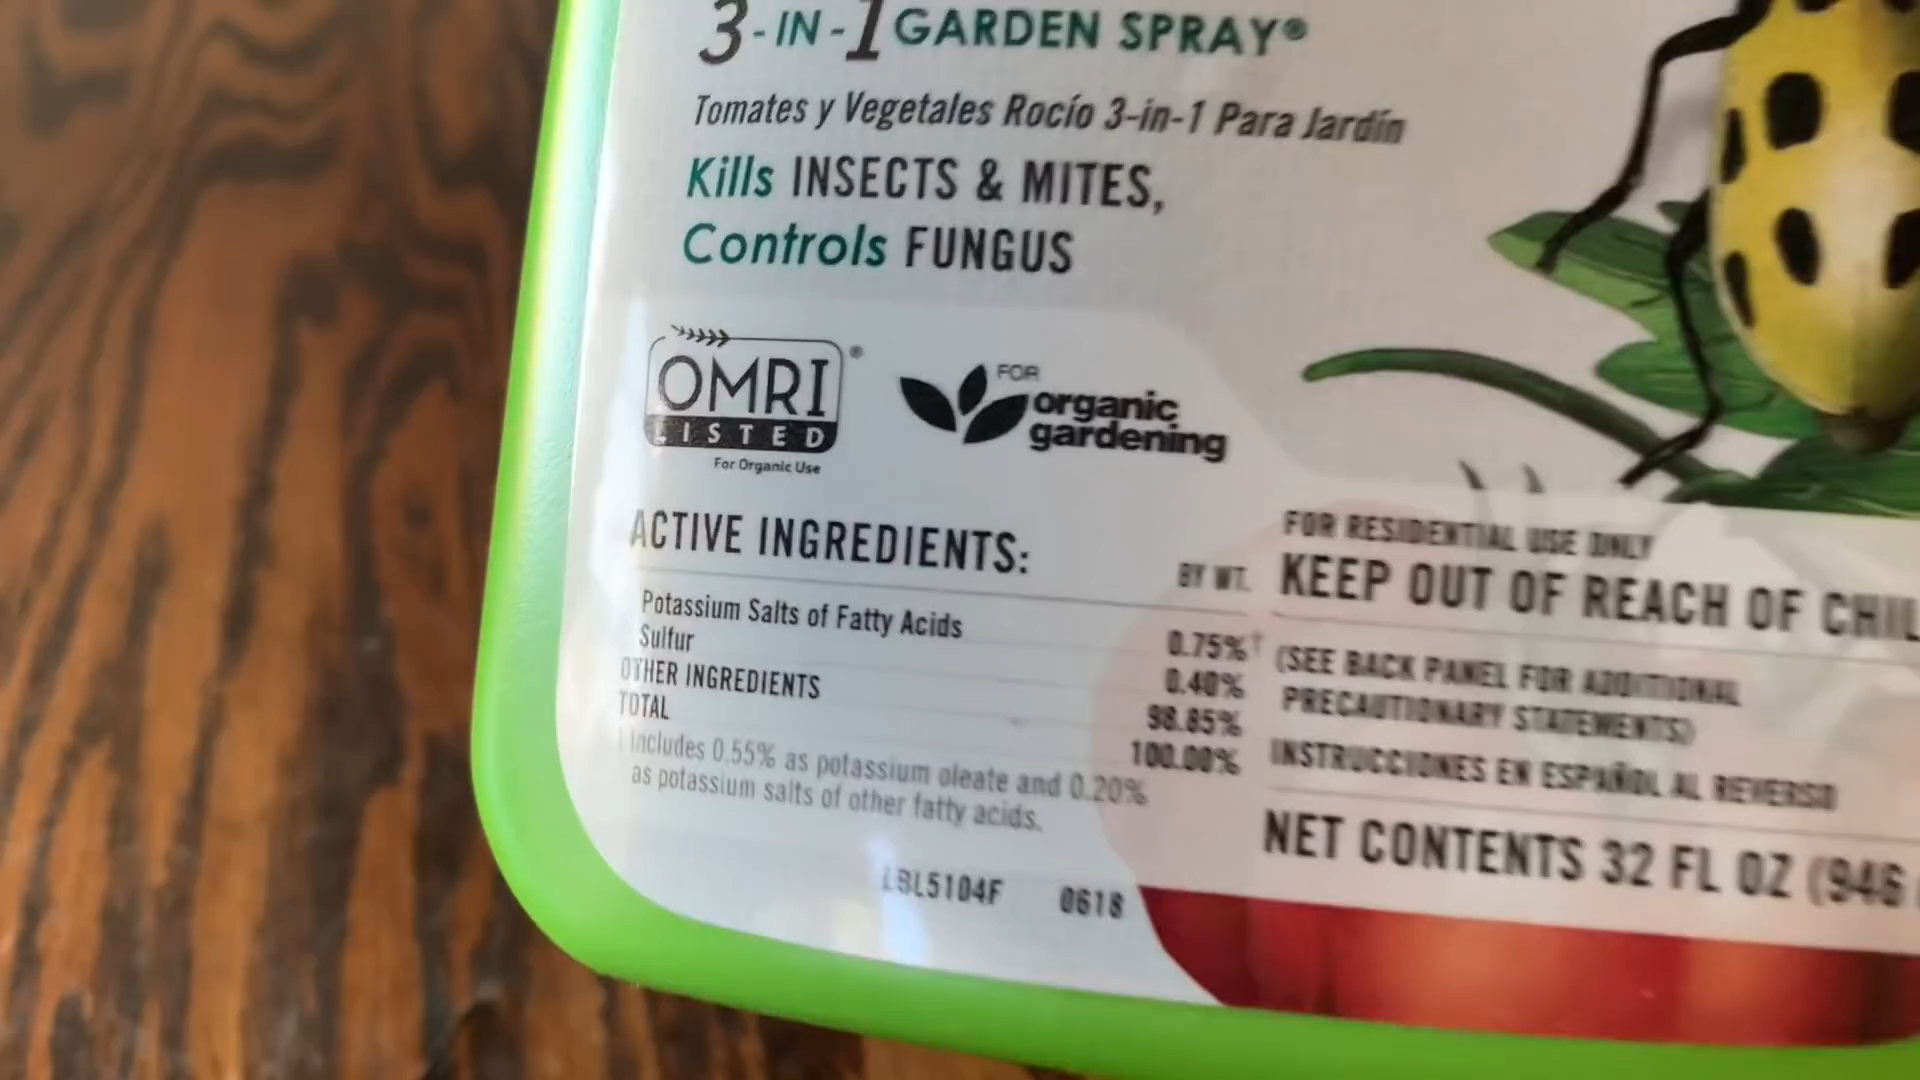 3-IN-1 GARDEN SPRAY®
Tomates y Vegetales Rocío 3-in-1 Para Jardín
Kills INSECTS & MITES,
Controls FUNGUS
OMRI ®
LISTED
For Organic Use
FOR
organic
gardening
ACTIVE INGREDIENTS:
BY WT.
Potassium Salts of Fatty Acids 0.75%†
Sulfur 0.40%
OTHER INGREDIENTS 98.85%
TOTAL 100.00%
† Includes 0.55% as potassium oleate and 0.20%
as potassium salts of other fatty acids.
LBL5104F 0618
FOR RESIDENTIAL USE ONLY
KEEP OUT OF REACH OF CHIL
(SEE BACK PANEL FOR ADDITIONAL
PRECAUTIONARY STATEMENTS)
INSTRUCCIONES EN ESPAÑOL AL REVERSO
NET CONTENTS 32 FL OZ (946